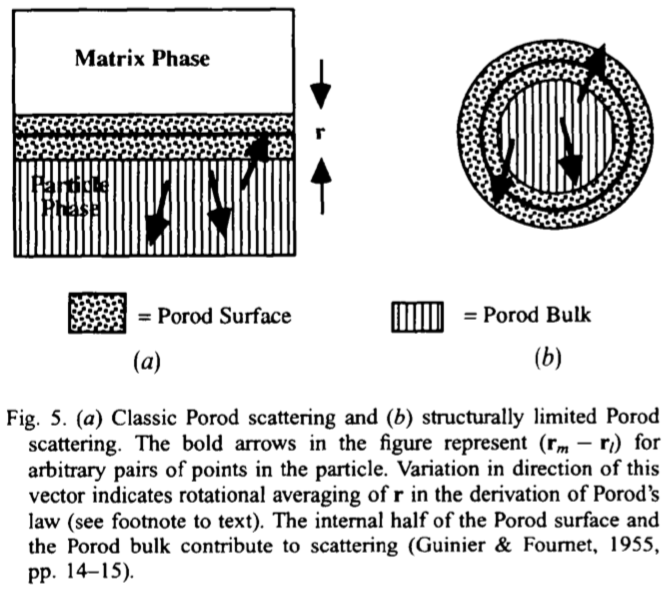 Matrix Phase
r
Particle
Phase
= Porod Surface
= Porod Bulk
(a)
(b)
Fig. 5. (a) Classic Porod scattering and (b) structurally limited Porod
scattering. The bold arrows in the figure represent (rm − rl) for
arbitrary pairs of points in the particle. Variation in direction of this
vector indicates rotational averaging of r in the derivation of Porod's
law (see footnote to text). The internal half of the Porod surface and
the Porod bulk contribute to scattering (Guinier & Fournet, 1955,
pp. 14–15).